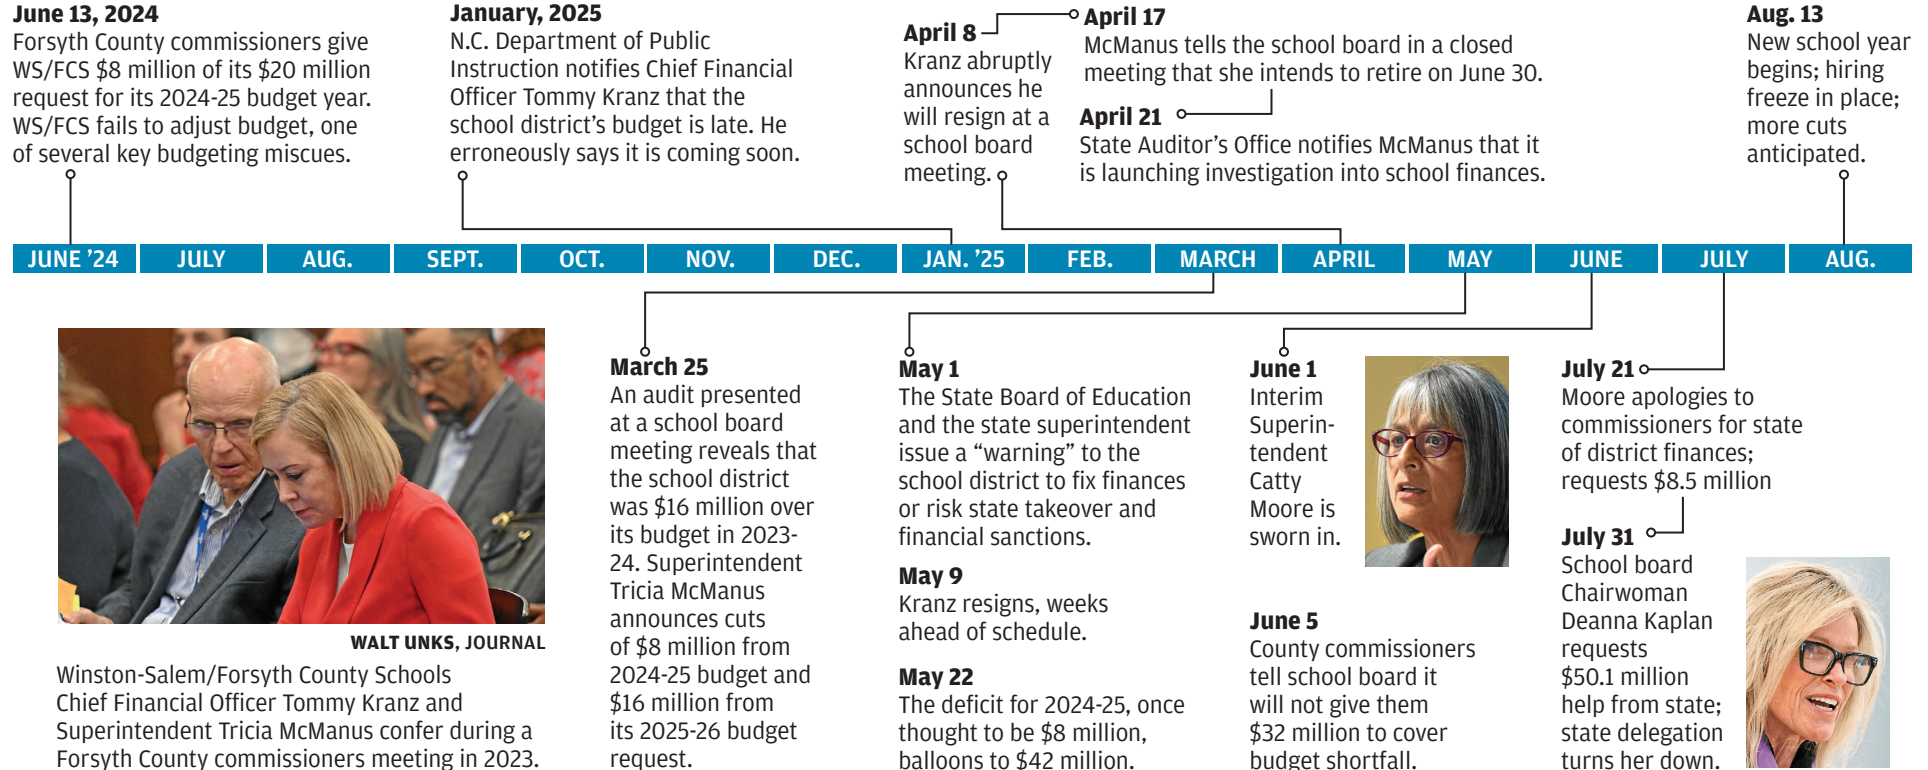 June 13, 2024
Forsyth County commissioners give
WS/FCS $8 million of its $20 million
request for its 2024-25 budget year.
WS/FCS fails to adjust budget, one
of several key budgeting miscues.
January, 2025
N.C. Department of Public
Instruction notifies Chief Financial
Officer Tommy Kranz that the
school district’s budget is late. He
erroneously says it is coming soon.
April 8
Kranz abruptly
announces he
will resign at a
school board
meeting.
April 17
McManus tells the school board in a closed
meeting that she intends to retire on June 30.
April 21
State Auditor’s Office notifies McManus that it
is launching investigation into school finances.
Aug. 13
New school year
begins; hiring
freeze in place;
more cuts
anticipated.
JUNE ’24 JULY AUG. SEPT. OCT. NOV. DEC. JAN. ’25 FEB. MARCH APRIL MAY JUNE JULY AUG.
WALT UNKS, JOURNAL
Winston-Salem/Forsyth County Schools
Chief Financial Officer Tommy Kranz and
Superintendent Tricia McManus confer during a
Forsyth County commissioners meeting in 2023.
March 25
An audit presented
at a school board
meeting reveals that
the school district
was $16 million over
its budget in 2023-
24. Superintendent
Tricia McManus
announces cuts
of $8 million from
2024-25 budget and
$16 million from
its 2025-26 budget
request.
May 1
The State Board of Education
and the state superintendent
issue a “warning” to the
school district to fix finances
or risk state takeover and
financial sanctions.
May 9
Kranz resigns, weeks
ahead of schedule.
May 22
The deficit for 2024-25, once
thought to be $8 million,
balloons to $42 million.
June 1
Interim
Superin-
tendent
Catty
Moore is
sworn in.
June 5
County commissioners
tell school board it
will not give them
$32 million to cover
budget shortfall.
July 21
Moore apologies to
commissioners for state
of district finances;
requests $8.5 million
July 31
School board
Chairwoman
Deanna Kaplan
requests
$50.1 million
help from state;
state delegation
turns her down.